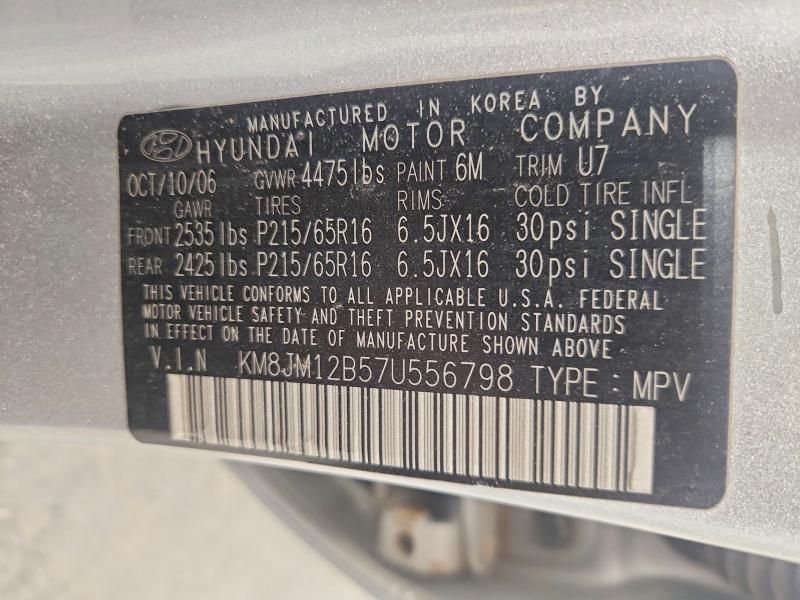 MANUFACTURED IN KOREA BY
HYUNDAI MOTOR COMPANY
OCT/10/06 GVWR 4475lbs PAINT 6M TRIM U7
GAWR TIRES RIMS COLD TIRE INFL
FRONT 2535lbs P215/65R16 6.5JX16 30psi SINGLE
REAR 2425lbs P215/65R16 6.5JX16 30psi SINGLE
THIS VEHICLE CONFORMS TO ALL APPLICABLE U.S.A. FEDERAL
MOTOR VEHICLE SAFETY AND THEFT PREVENTION STANDARDS
IN EFFECT ON THE DATE OF MANUFACTURE SHOWN ABOVE
V.I.N KM8JM12B57U556798 TYPE : MPV